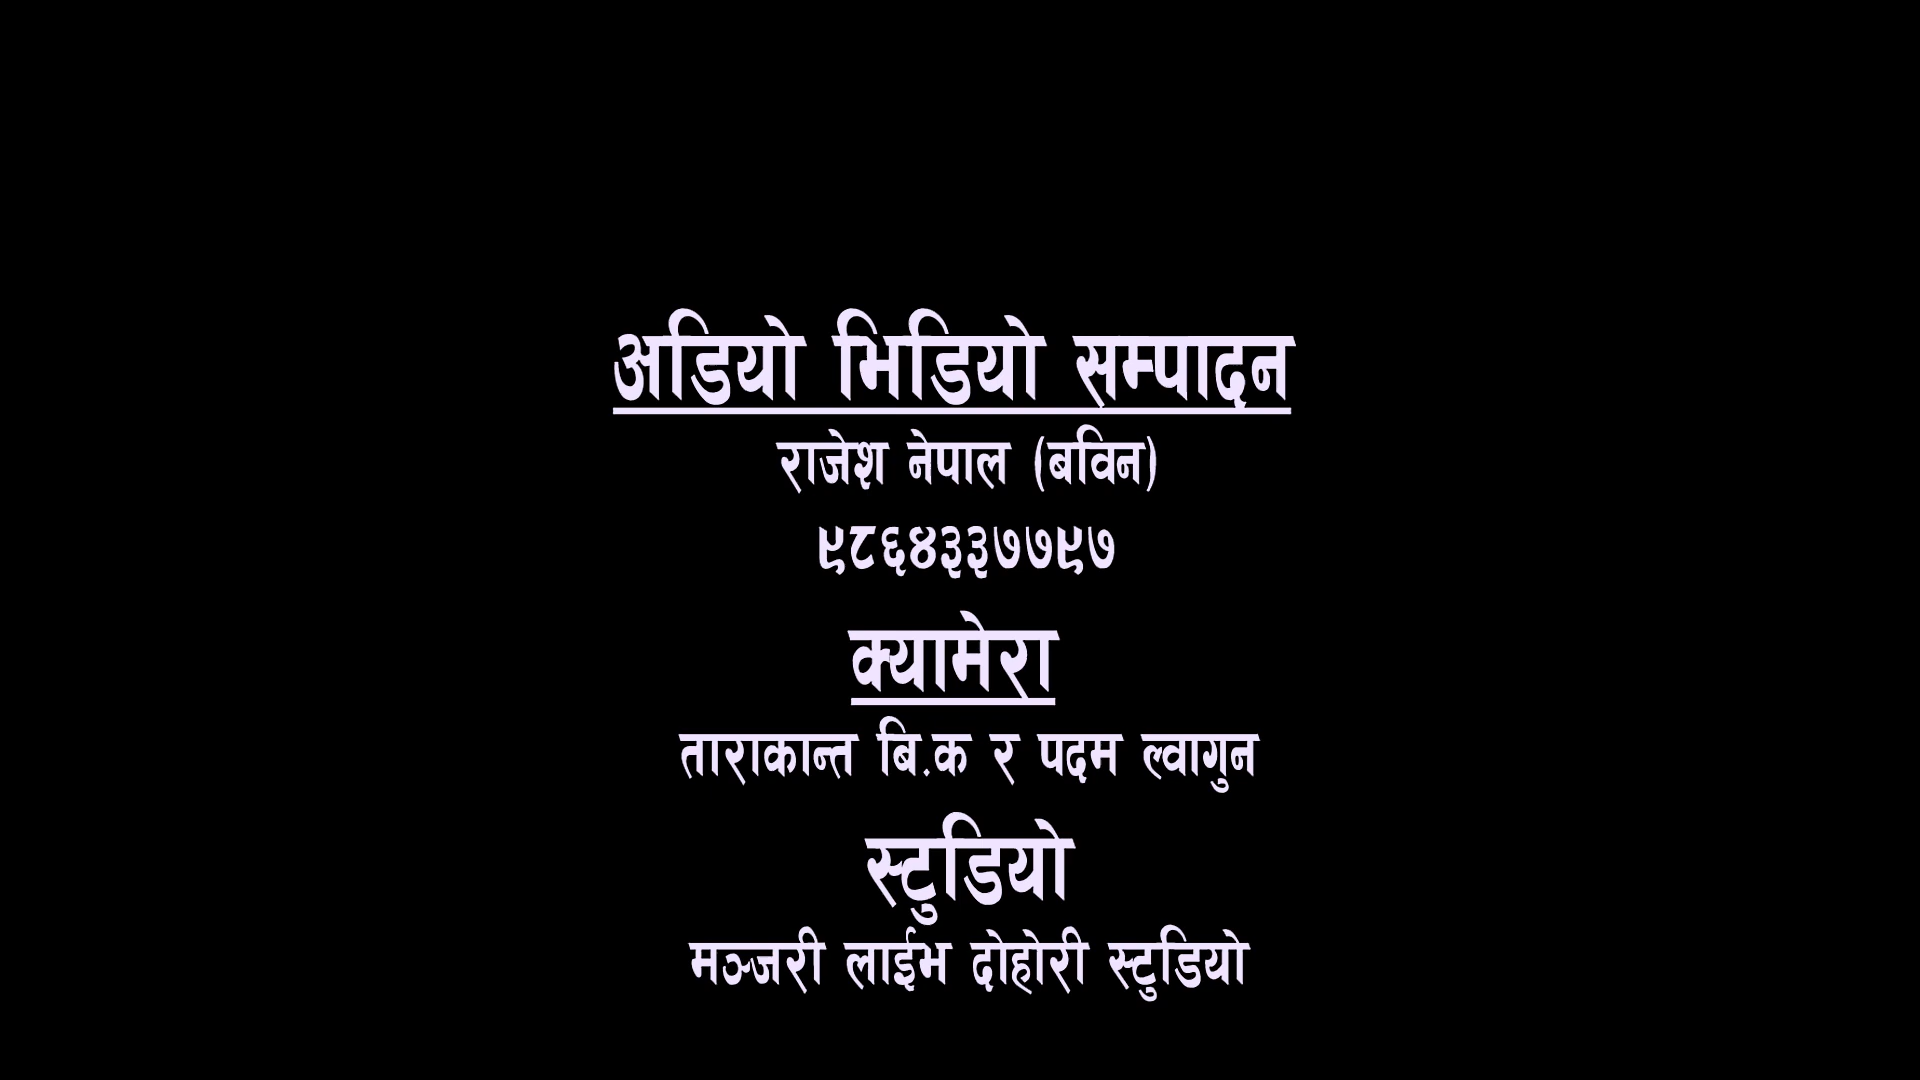 अडियो भिडियो सम्पादन
राजेश नेपाल (बविन)
९८६४३३७७९७
क्यामेरा
ताराकान्त बि.क र पदम ल्वागुन
स्टुडियो
मञ्जरी लाईभ दोहोरी स्टुडियो